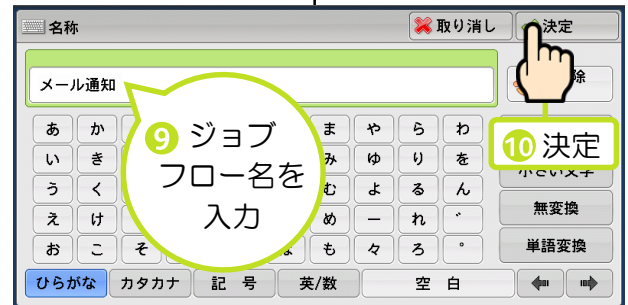 名称
取り消し
決定
メール通知
除
9 ジョブ
フロー名を
入力
10 決定
あ か ま や ら わ
い き み ゆ り を
う く む よ る ん
え け め ー れ ゛
お こ そ も 々 ろ ゜
小さい文字
無変換
単語変換
ひらがな カタカナ 記 号 英/数 空 白